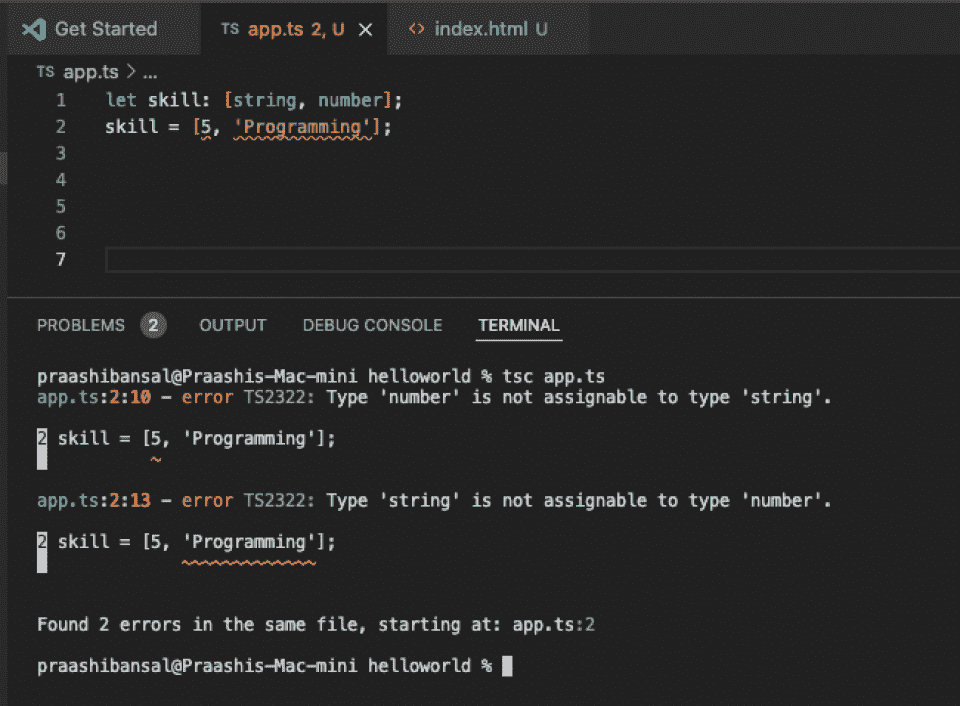 Get Started TS app.ts 2, U × <> index.html U
TS app.ts > ...
1 let skill: [string, number];
2 skill = [5, 'Programming'];
3
4
5
6
7
PROBLEMS 2 OUTPUT DEBUG CONSOLE TERMINAL
praashibansal@Praashis-Mac-mini helloworld % tsc app.ts
app.ts:2:10 - error TS2322: Type 'number' is not assignable to type 'string'.
2 skill = [5, 'Programming'];
~
app.ts:2:13 - error TS2322: Type 'string' is not assignable to type 'number'.
2 skill = [5, 'Programming'];
~~~~~~~~~~~~~
Found 2 errors in the same file, starting at: app.ts:2
praashibansal@Praashis-Mac-mini helloworld %